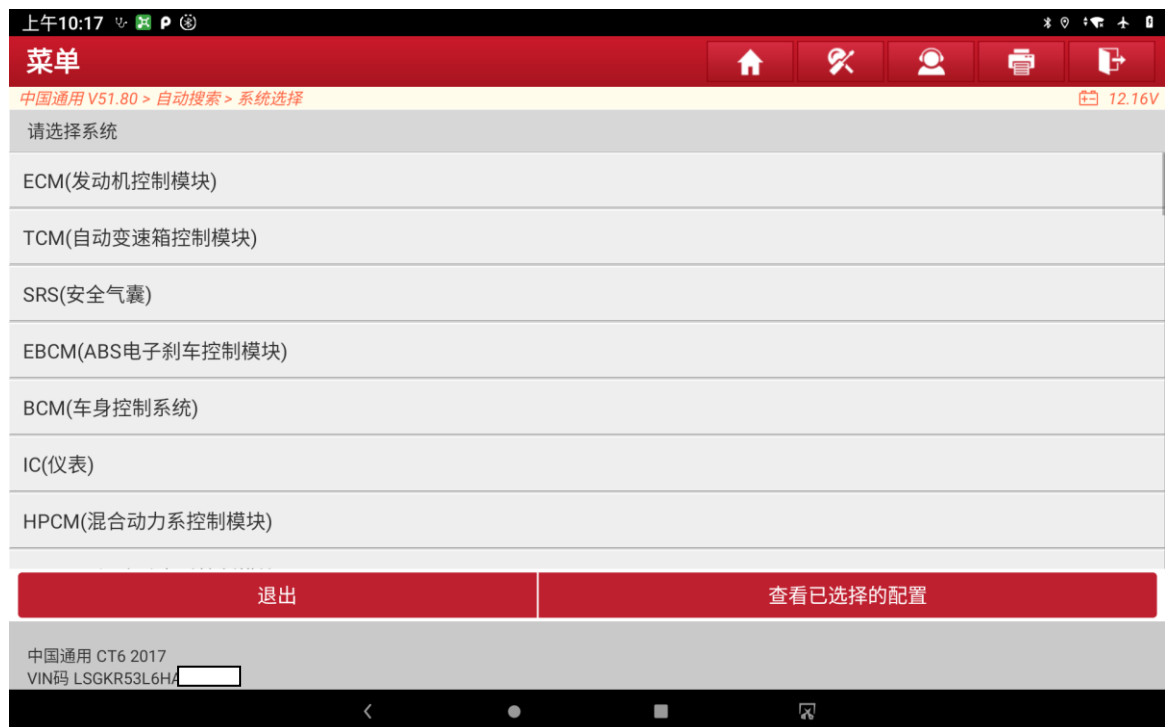 上午10:17
菜单
中国通用 V51.80 > 自动搜索 > 系统选择
12.16V
请选择系统
ECM(发动机控制模块)
TCM(自动变速箱控制模块)
SRS(安全气囊)
EBCM(ABS电子刹车控制模块)
BCM(车身控制系统)
IC(仪表)
HPCM(混合动力系控制模块)
退出
查看已选择的配置
中国通用 CT6 2017
VIN码 LSGKR53L6HA